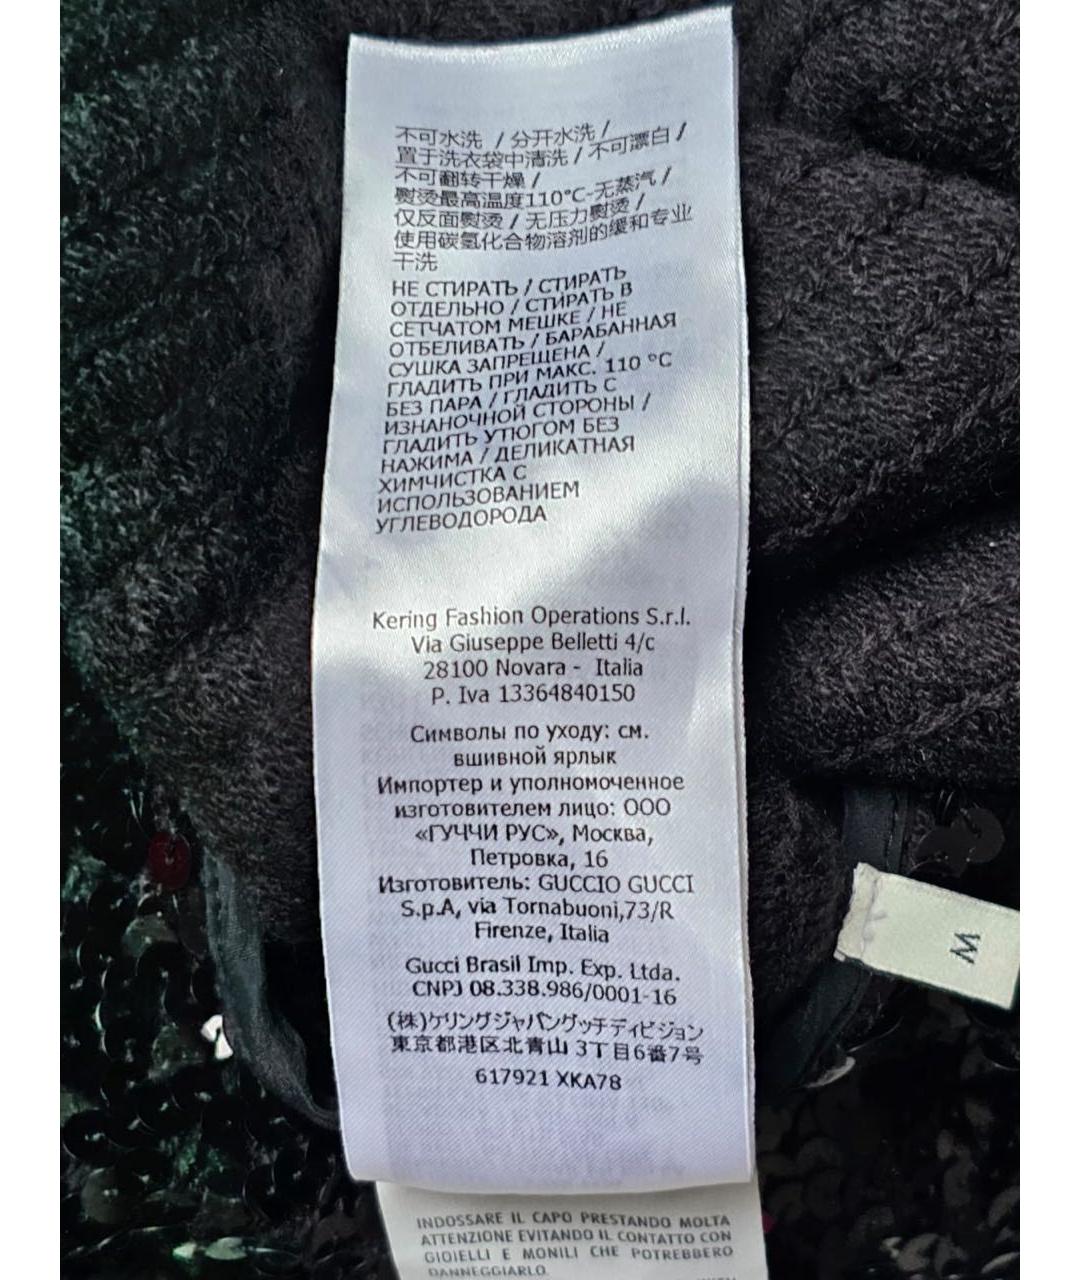 不可水洗 / 分开水洗 /
置于洗衣袋中清洗 / 不可漂白 /
不可翻转干燥 /
熨烫最高温度110°C-无蒸汽 /
仅反面熨烫 / 无压力熨烫 /
使用碳氢化合物溶剂的缓和专业
干洗
НЕ СТИРАТЬ / СТИРАТЬ
ОТДЕЛЬНО / СТИРАТЬ В
СЕТЧАТОМ МЕШКЕ / НЕ
ОТБЕЛИВАТЬ / БАРАБАННАЯ
СУШКА ЗАПРЕЩЕНА /
ГЛАДИТЬ ПРИ МАКС. 110 °C
БЕЗ ПАРА / ГЛАДИТЬ С
ИЗНАНОЧНОЙ СТОРОНЫ /
ГЛАДИТЬ УТЮГОМ БЕЗ
НАЖИМА / ДЕЛИКАТНАЯ
ХИМЧИСТКА С
ИСПОЛЬЗОВАНИЕМ
УГЛЕВОДОРОДА
Kering Fashion Operations S.r.l.
Via Giuseppe Belletti 4/c
28100 Novara - Italia
P. Iva 13364840150
Символы по уходу: см.
вшивной ярлык
Импортер и уполномоченное
изготовителем лицо: ООО
«ГУЧЧИ РУС», Москва,
Петровка, 16
Изготовитель: GUCCIO GUCCI
S.p.A, via Tornabuoni,73/R
Firenze, Italia
Gucci Brasil Imp. Exp. Ltda.
CNPJ 08.338.986/0001-16
(株)ケリングジャパングッチディビジョン
東京都港区北青山 3丁目6番7号
617921 XKA78
M
INDOSSARE IL CAPO PRESTANDO MOLTA
ATTENZIONE EVITANDO IL CONTATTO CON
GIOIELLI E MONILI CHE POTREBBERO
DANNEGGIARLO.